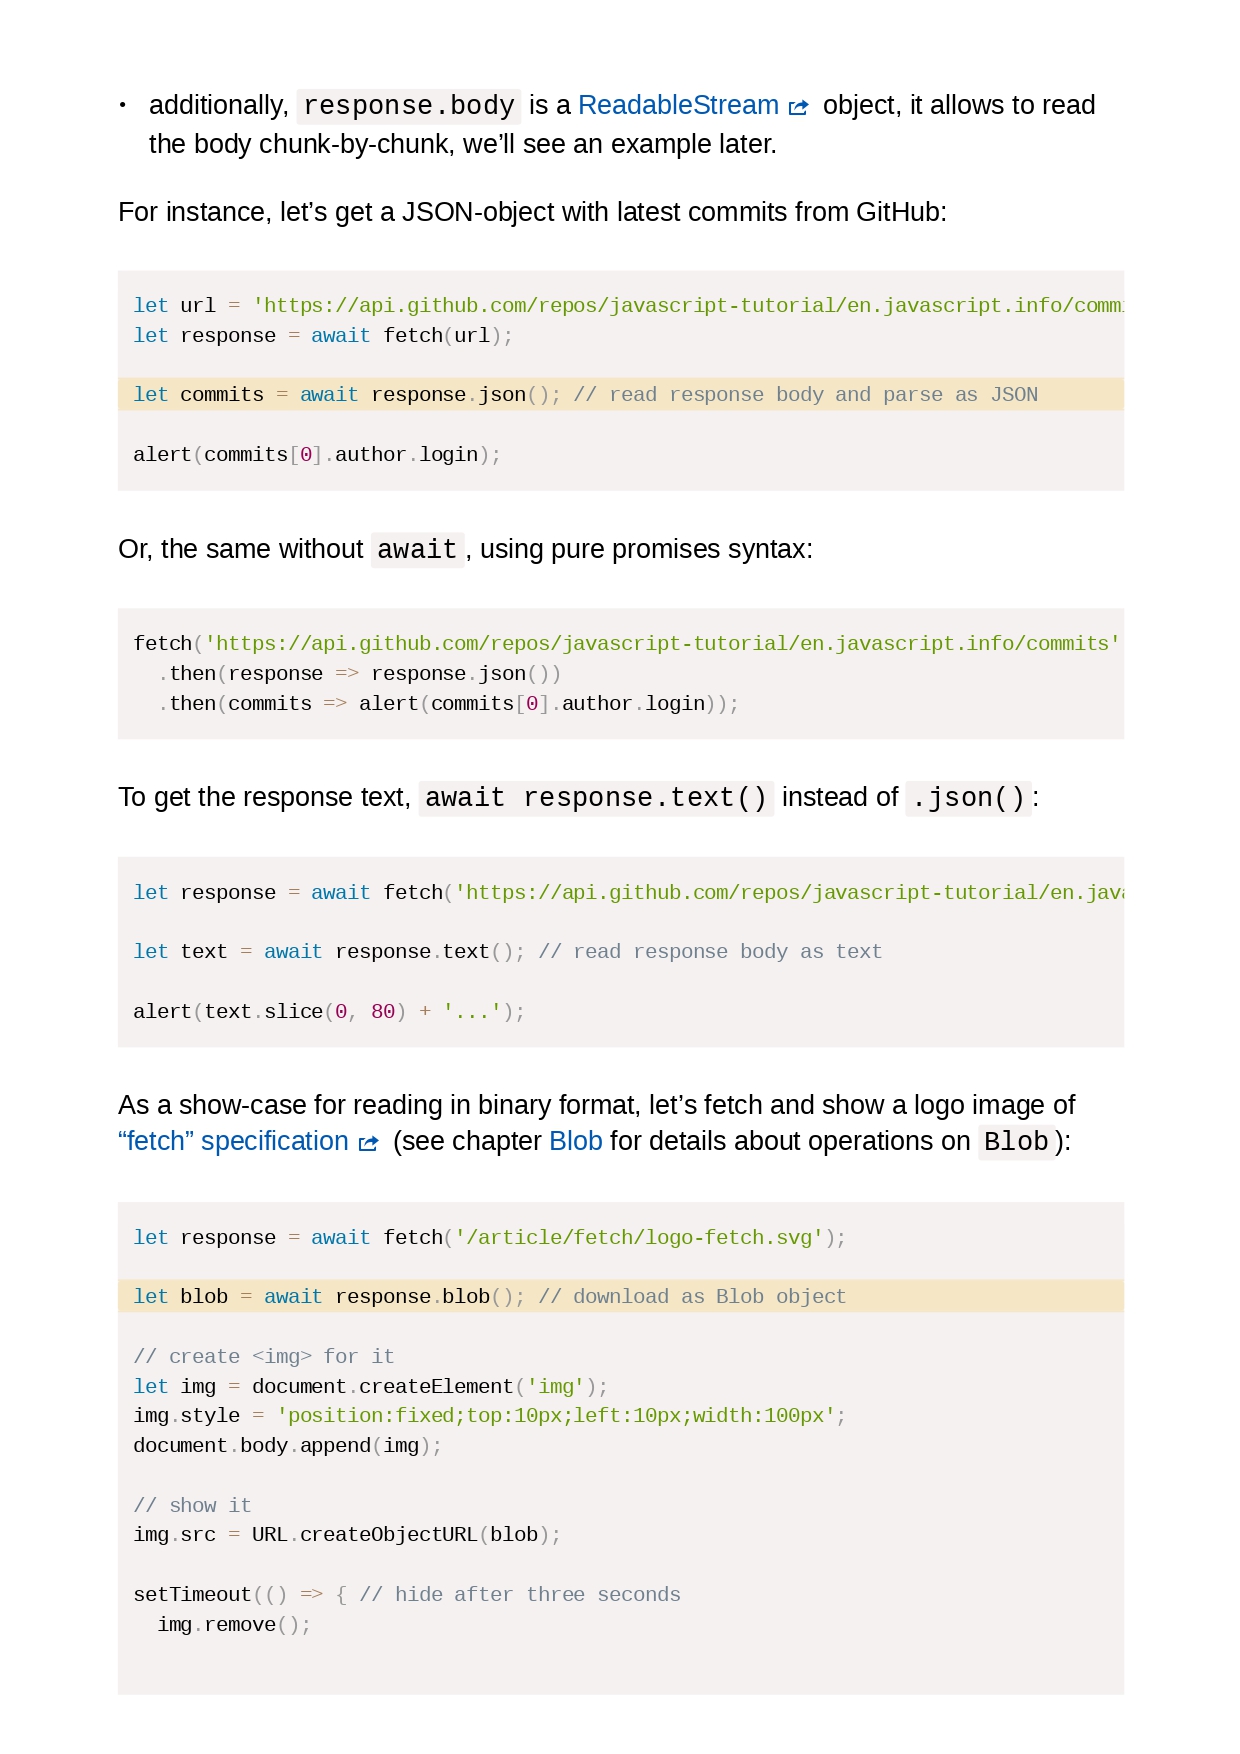 • additionally, response.body is a ReadableStream object, it allows to read
the body chunk-by-chunk, we’ll see an example later.
For instance, let’s get a JSON-object with latest commits from GitHub:
let url = 'https://api.github.com/repos/javascript-tutorial/en.javascript.info/commi
let response = await fetch(url);
let commits = await response.json(); // read response body and parse as JSON
alert(commits[0].author.login);
Or, the same without await, using pure promises syntax:
fetch('https://api.github.com/repos/javascript-tutorial/en.javascript.info/commits'
  .then(response => response.json())
  .then(commits => alert(commits[0].author.login));
To get the response text, await response.text() instead of .json():
let response = await fetch('https://api.github.com/repos/javascript-tutorial/en.java
let text = await response.text(); // read response body as text
alert(text.slice(0, 80) + '...');
As a show-case for reading in binary format, let’s fetch and show a logo image of
“fetch” specification (see chapter Blob for details about operations on Blob):
let response = await fetch('/article/fetch/logo-fetch.svg');
let blob = await response.blob(); // download as Blob object
// create <img> for it
let img = document.createElement('img');
img.style = 'position:fixed;top:10px;left:10px;width:100px';
document.body.append(img);
// show it
img.src = URL.createObjectURL(blob);
setTimeout(() => { // hide after three seconds
  img.remove();